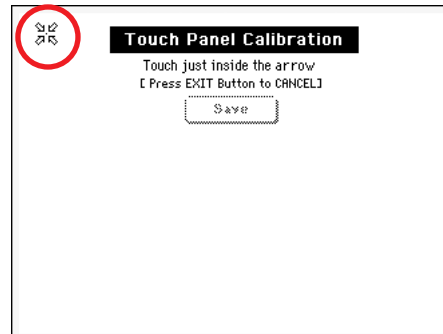 Touch Panel Calibration
Touch just inside the arrow
[ Press EXIT Button to CANCEL]
Save